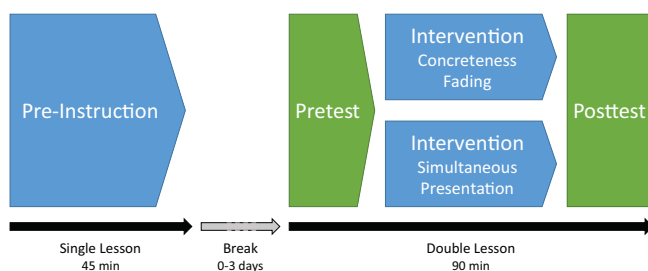 Pre-Instruction
Pretest
Intervention
Concreteness
Fading
Intervention
Simultaneous
Presentation
Posttest
Single Lesson
45 min
Break
0-3 days
Double Lesson
90 min